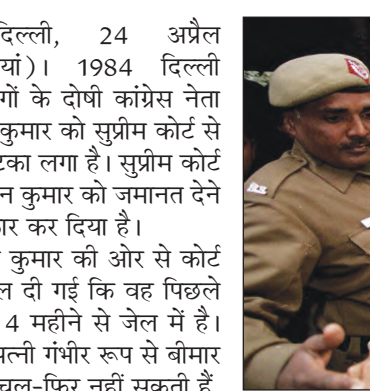 दिल्ली, 24 अप्रैल
यां)। 1984 दिल्ली
गों के दोषी कांग्रेस नेता
कुमार को सुप्रीम कोर्ट से
टका लगा है। सुप्रीम कोर्ट
न कुमार को जमानत देने
ार कर दिया है।
कुमार की ओर से कोर्ट
ल दी गई कि वह पिछले
4 महीने से जेल में है।
पत्नी गंभीर रूप से बीमार
चल-फिर नहीं सकती हैं